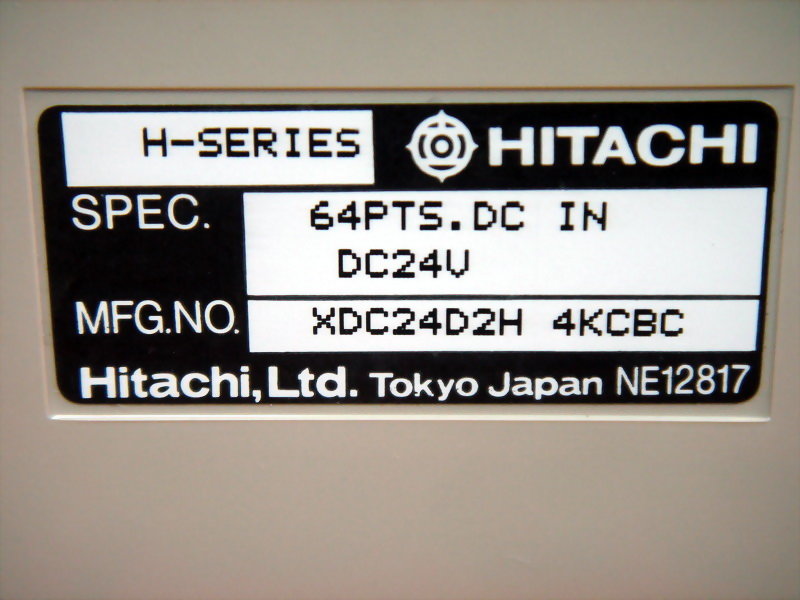 H-SERIES HITACHI
SPEC. 64PTS.DC IN
DC24V
MFG.NO. XDC24D2H 4KCBC
Hitachi,Ltd. Tokyo Japan NE12817